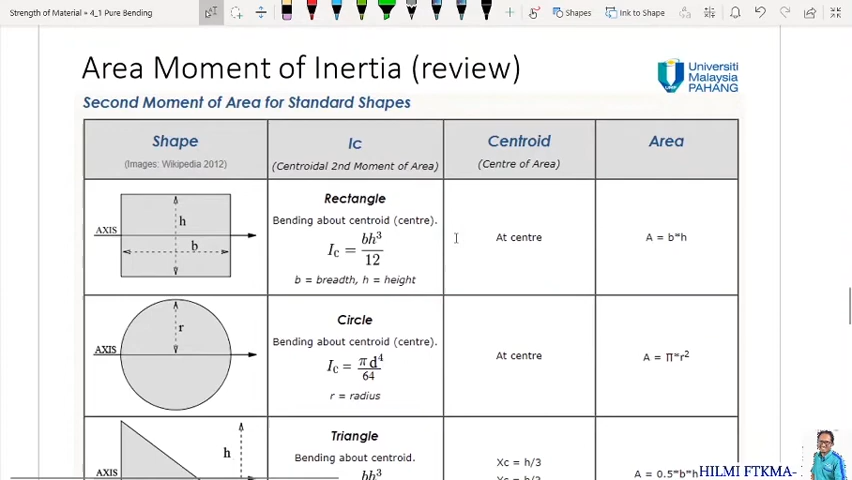 Strength of Material » 4_1 Pure Bending
Shapes
Ink to Shape
Area Moment of Inertia (review)
Universiti
Malaysia
PAHANG
Second Moment of Area for Standard Shapes
Shape
(Images: Wikipedia 2012)
Ic
(Centroidal 2nd Moment of Area)
Centroid
(Centre of Area)
Area
AXIS
h
b
Rectangle
Bending about centroid (centre).
I_c = bh³/12
b = breadth, h = height
At centre
A = b*h
r
AXIS
Circle
Bending about centroid (centre).
I_c = πd⁴/64
r = radius
At centre
A = Π*r²
h
AXIS
Triangle
Bending about centroid.
bh³
Xc = h/3
A = 0.5*b*h
HILMI FTKMA-